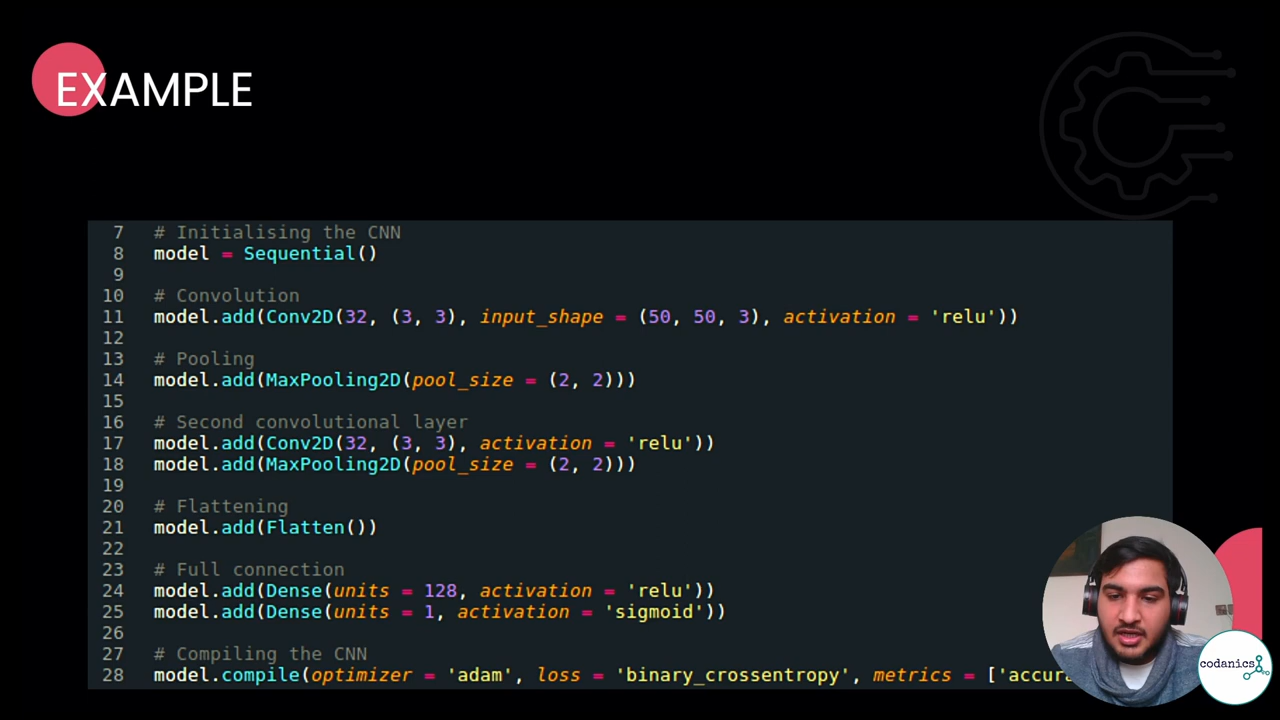 EXAMPLE
7 # Initialising the CNN
8 model = Sequential()
9
10 # Convolution
11 model.add(Conv2D(32, (3, 3), input_shape = (50, 50, 3), activation = 'relu'))
12
13 # Pooling
14 model.add(MaxPooling2D(pool_size = (2, 2)))
15
16 # Second convolutional layer
17 model.add(Conv2D(32, (3, 3), activation = 'relu'))
18 model.add(MaxPooling2D(pool_size = (2, 2)))
19
20 # Flattening
21 model.add(Flatten())
22
23 # Full connection
24 model.add(Dense(units = 128, activation = 'relu'))
25 model.add(Dense(units = 1, activation = 'sigmoid'))
26
27 # Compiling the CNN
28 model.compile(optimizer = 'adam', loss = 'binary_crossentropy', metrics = ['accura
codanics